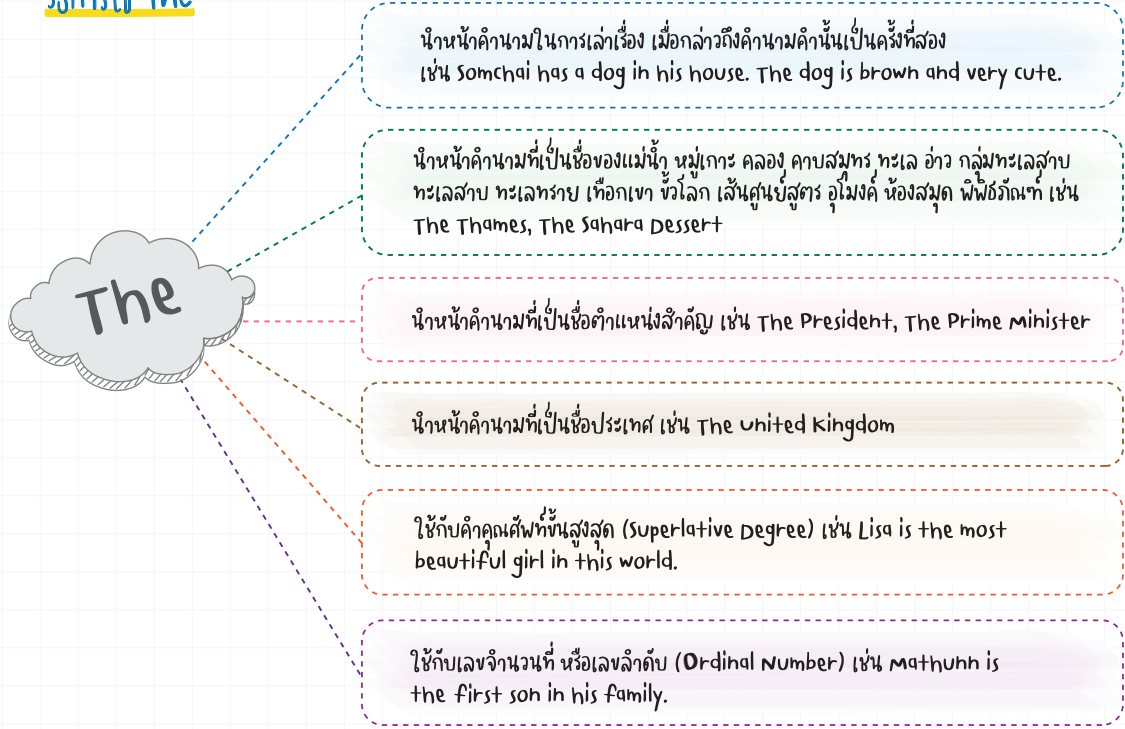 วิธีการใช้ The
นำหน้าคำนามในการเล่าเรื่อง เมื่อกล่าวถึงคำนามคำนั้นเป็นครั้งที่สอง
เช่น Somchai has a dog in his house. The dog is brown and very cute.
นำหน้าคำนามที่เป็นชื่อของแม่น้ำ หมู่เกาะ คลอง คาบสมุทร ทะเล อ่าว กลุ่มทะเลสาบ
ทะเลสาบ ทะเลทราย เทือกเขา ขั้วโลก เส้นศูนย์สูตร อุโมงค์ ห้องสมุด พิพิธภัณฑ์ เช่น
The Thames, The Sahara Dessert
The
นำหน้าคำนามที่เป็นชื่อตำแหน่งสำคัญ เช่น The President, The Prime Minister
นำหน้าคำนามที่เป็นชื่อประเทศ เช่น The United Kingdom
ใช้กับคำคุณศัพท์ขั้นสูงสุด (Superlative Degree) เช่น Lisa is the most
beautiful girl in this world.
ใช้กับเลขจำนวนที่ หรือเลขลำดับ (Ordinal Number) เช่น Mathunn is
the first son in his family.